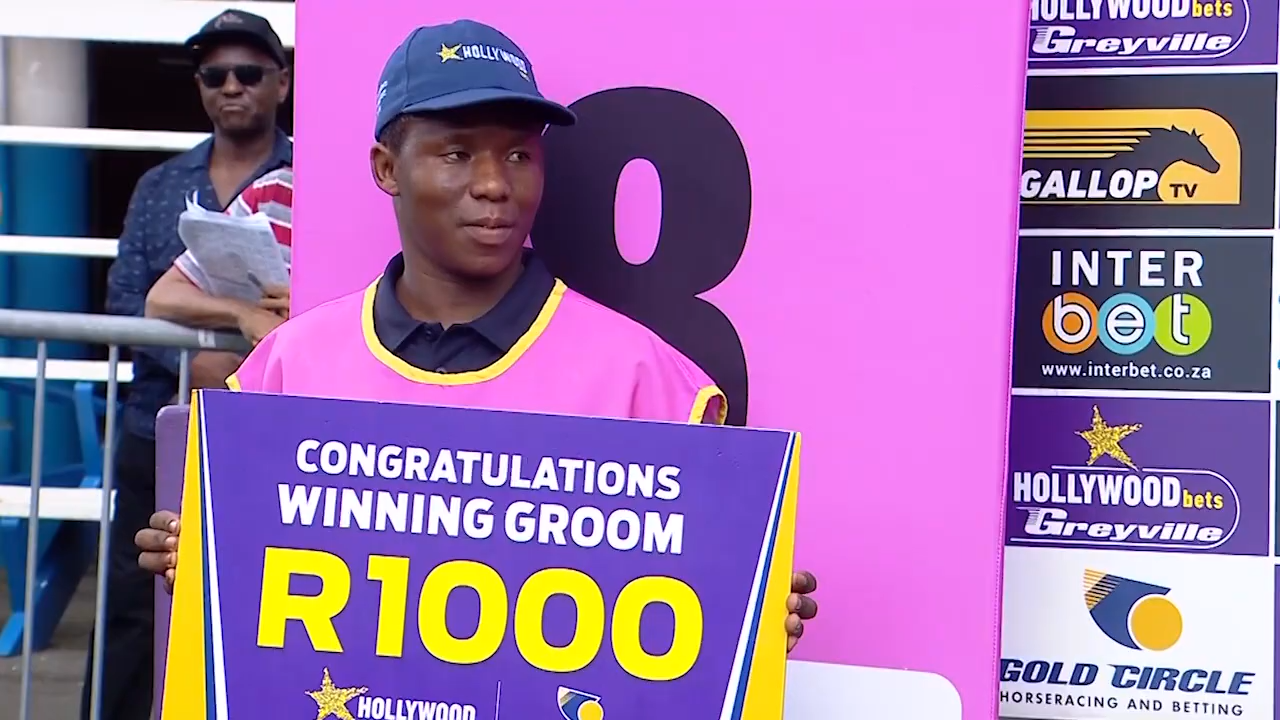 HOLLYWOOD
8
CONGRATULATIONS
WINNING GROOM
R1000
HOLLYWOOD
HOLLYWOODbets
Greyville
GALLOP TV
INTER
bet
www.interbet.co.za
HOLLYWOODbets
Greyville
GOLD CIRCLE
HORSERACING AND BETTING